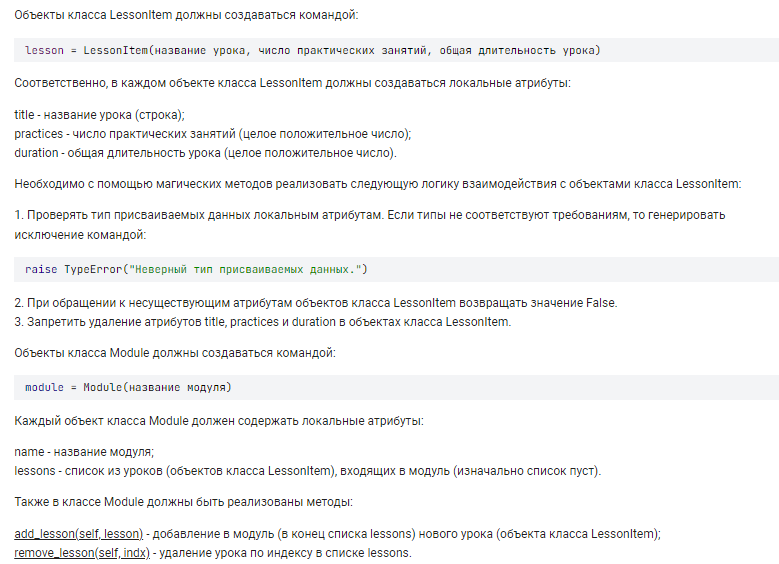 Объекты класса LessonItem должны создаваться командой:
lesson = LessonItem(название урока, число практических занятий, общая длительность урока)
Соответственно, в каждом объекте класса LessonItem должны создаваться локальные атрибуты:
title - название урока (строка);
practices - число практических занятий (целое положительное число);
duration - общая длительность урока (целое положительное число).
Необходимо с помощью магических методов реализовать следующую логику взаимодействия с объектами класса LessonItem:
1. Проверять тип присваиваемых данных локальным атрибутам. Если типы не соответствуют требованиям, то генерировать
исключение командой:
raise TypeError("Неверный тип присваиваемых данных.")
2. При обращении к несуществующим атрибутам объектов класса LessonItem возвращать значение False.
3. Запретить удаление атрибутов title, practices и duration в объектах класса LessonItem.
Объекты класса Module должны создаваться командой:
module = Module(название модуля)
Каждый объект класса Module должен содержать локальные атрибуты:
name - название модуля;
lessons - список из уроков (объектов класса LessonItem), входящих в модуль (изначально список пуст).
Также в классе Module должны быть реализованы методы:
add_lesson(self, lesson) - добавление в модуль (в конец списка lessons) нового урока (объекта класса LessonItem);
remove_lesson(self, indx) - удаление урока по индексу в списке lessons.